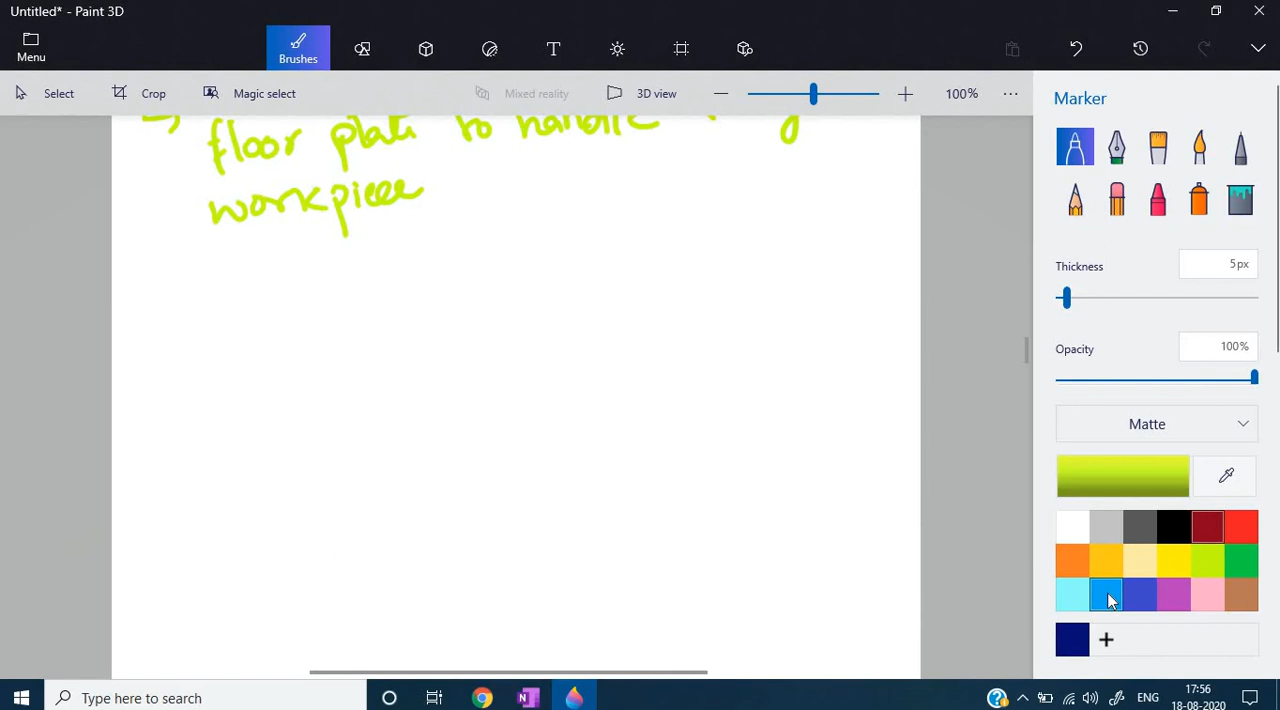 Untitled* - Paint 3D
Menu
Brushes
Select
Crop
Magic select
Mixed reality
3D view
100%
Marker
floor plate to handle
workpiece
Thickness
5px
Opacity
100%
Matte
Type here to search
ENG
17:56
18-08-2020